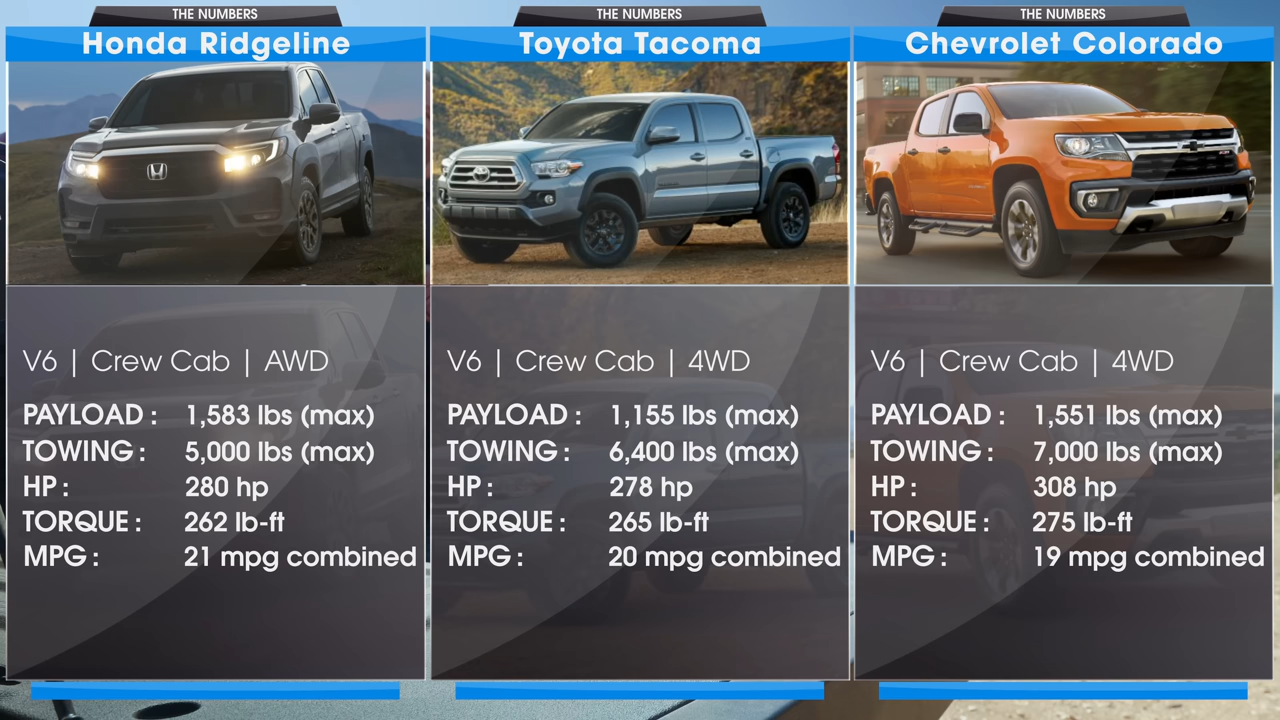 THE NUMBERS
Honda Ridgeline
V6 | Crew Cab | AWD
PAYLOAD : 1,583 lbs (max)
TOWING : 5,000 lbs (max)
HP : 280 hp
TORQUE : 262 lb-ft
MPG : 21 mpg combined
THE NUMBERS
Toyota Tacoma
V6 | Crew Cab | 4WD
PAYLOAD : 1,155 lbs (max)
TOWING : 6,400 lbs (max)
HP : 278 hp
TORQUE : 265 lb-ft
MPG : 20 mpg combined
THE NUMBERS
Chevrolet Colorado
V6 | Crew Cab | 4WD
PAYLOAD : 1,551 lbs (max)
TOWING : 7,000 lbs (max)
HP : 308 hp
TORQUE : 275 lb-ft
MPG : 19 mpg combined